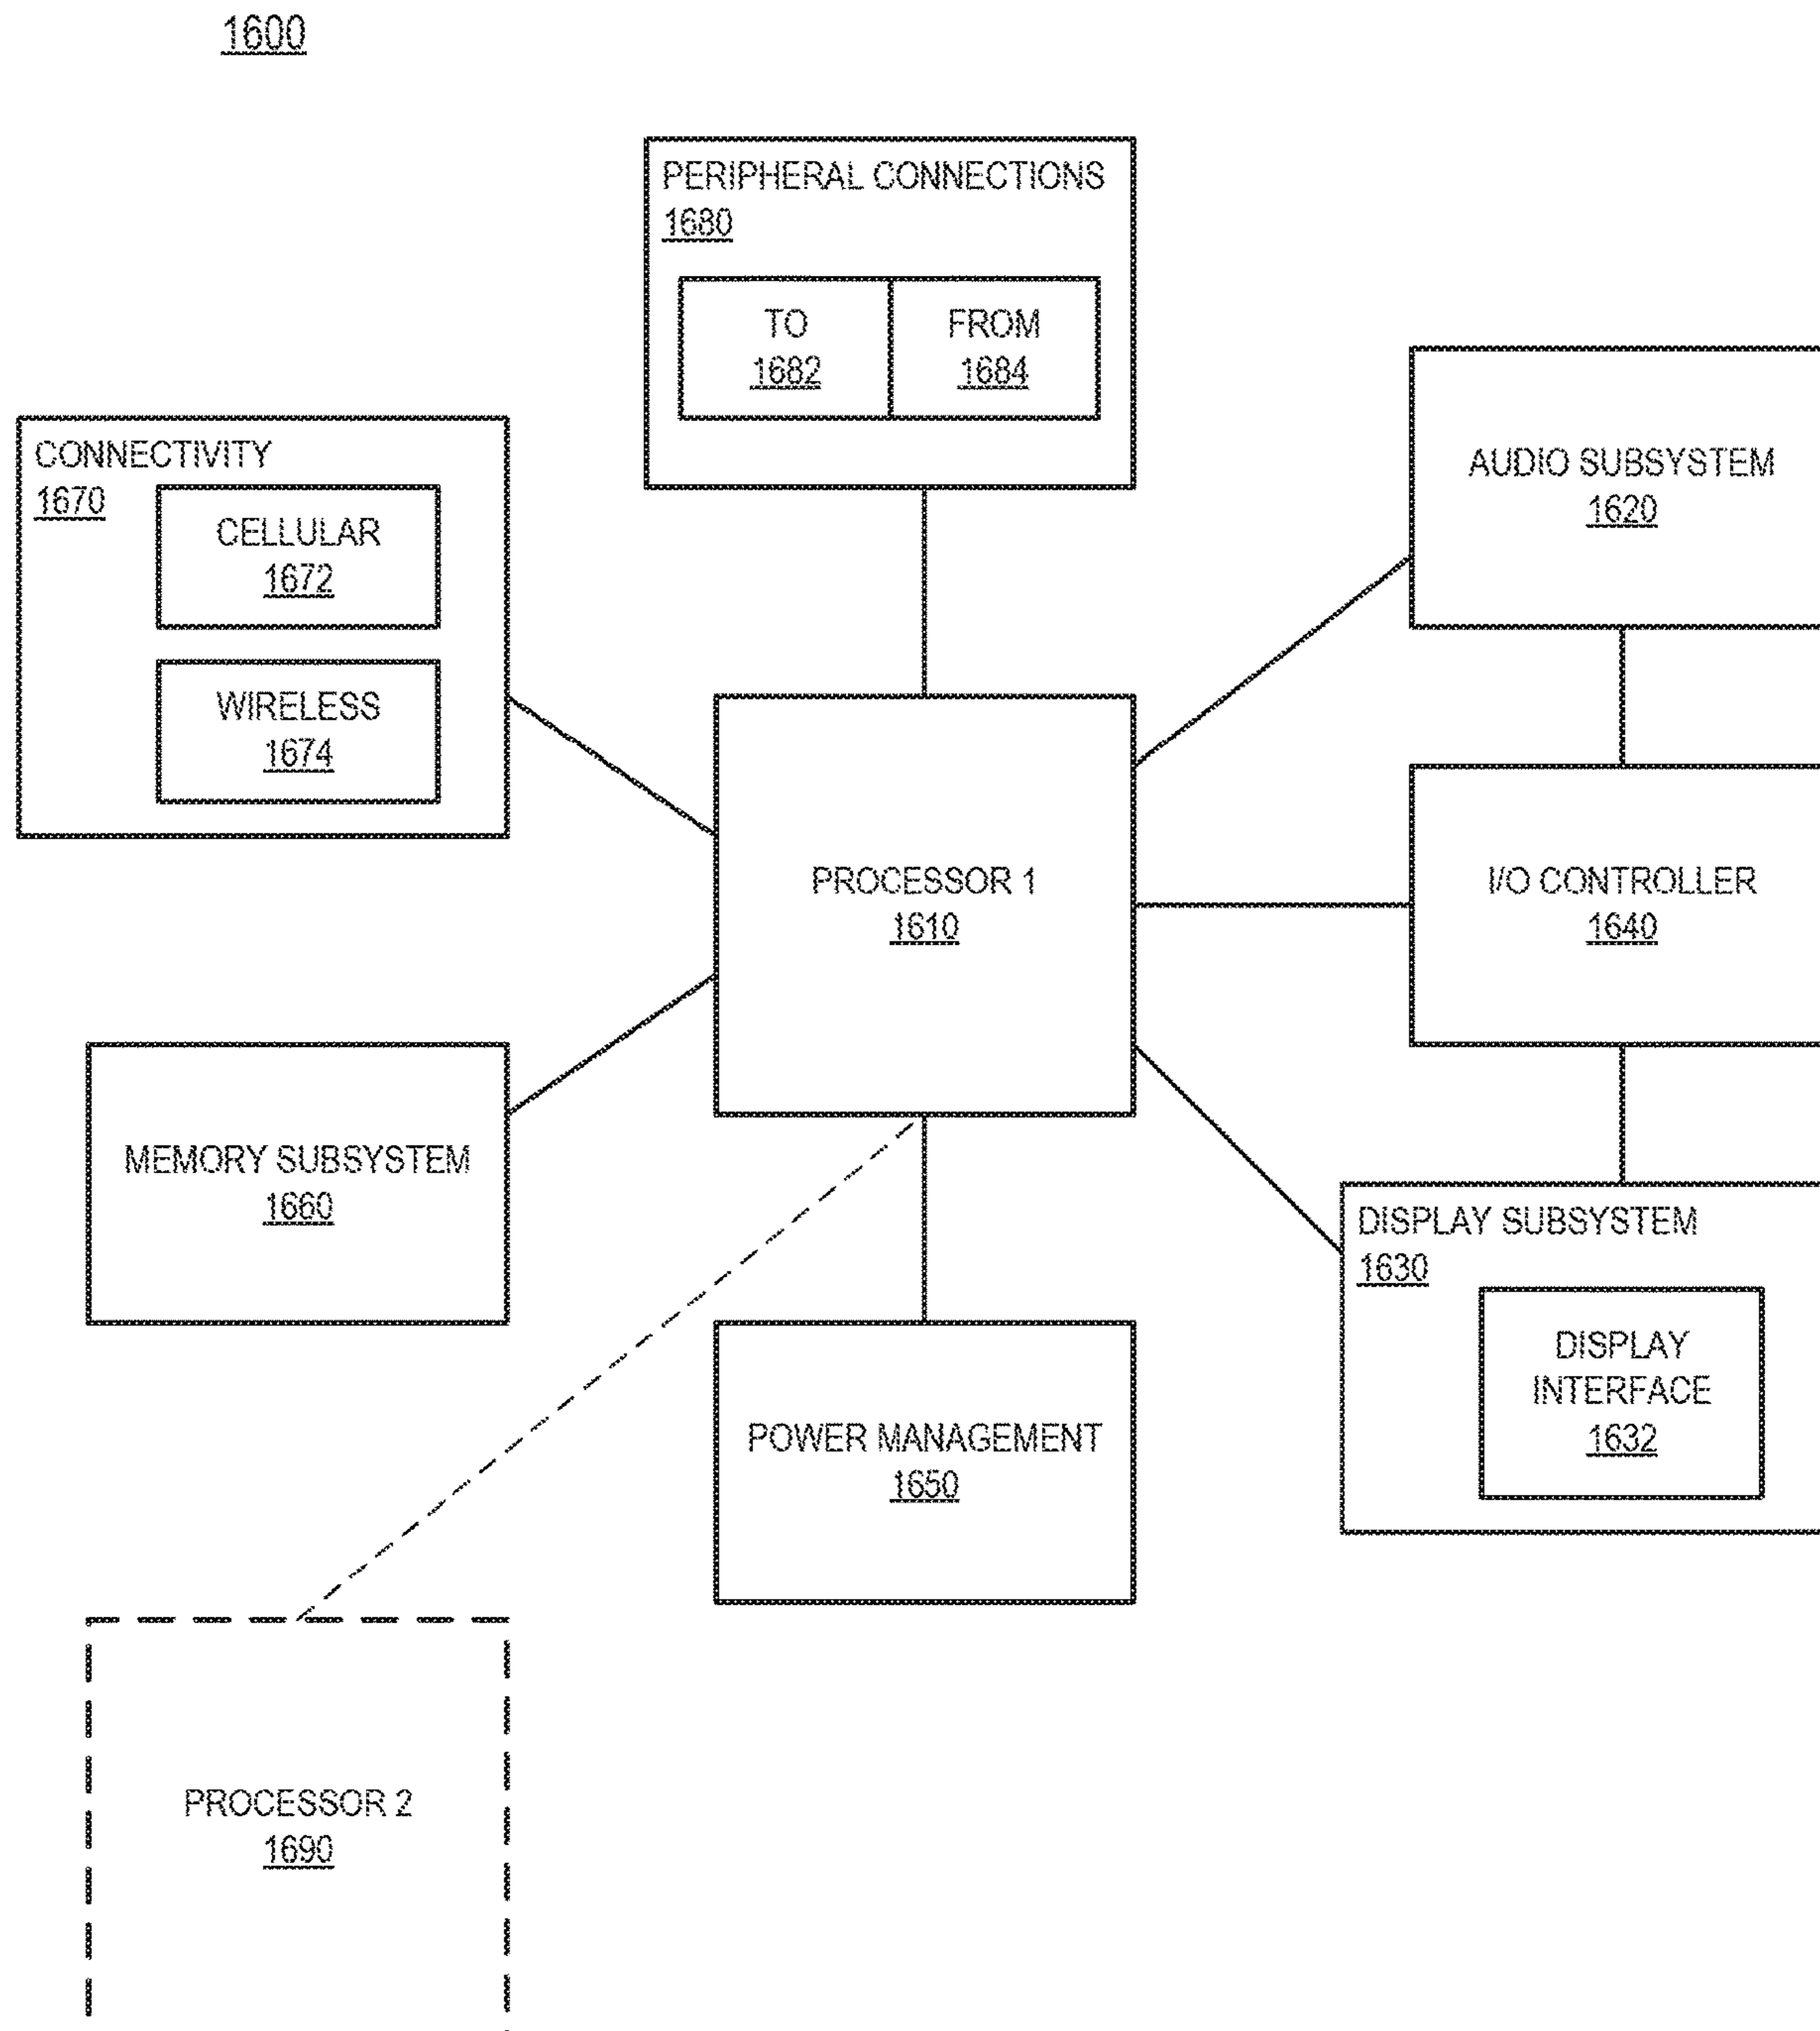 1600
PERIPHERAL CONNECTIONS
1680
TO
1682
FROM
1684
CONNECTIVITY
1670
CELLULAR
1672
WIRELESS
1674
AUDIO SUBSYSTEM
1620
PROCESSOR 1
1610
I/O CONTROLLER
1640
MEMORY SUBSYSTEM
1660
DISPLAY SUBSYSTEM
1630
DISPLAY
INTERFACE
1632
POWER MANAGEMENT
1650
PROCESSOR 2
1690